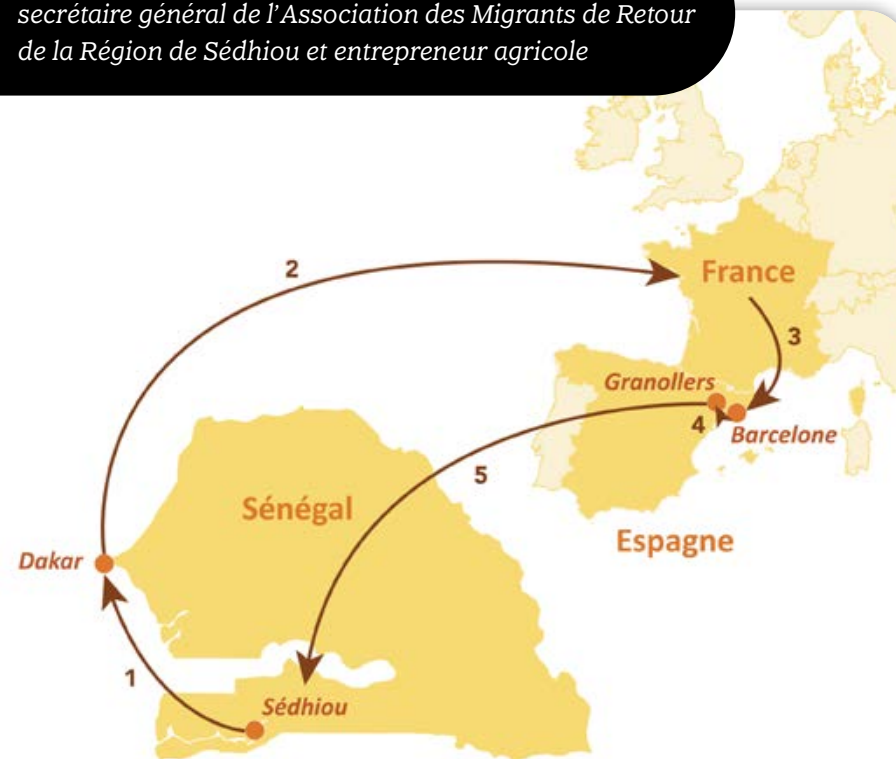 secrétaire général de l’Association des Migrants de Retour
de la Région de Sédhiou et entrepreneur agricole
2
France
3
Granollers
4
Barcelone
5
Sénégal
Espagne
Dakar
1
Sédhiou